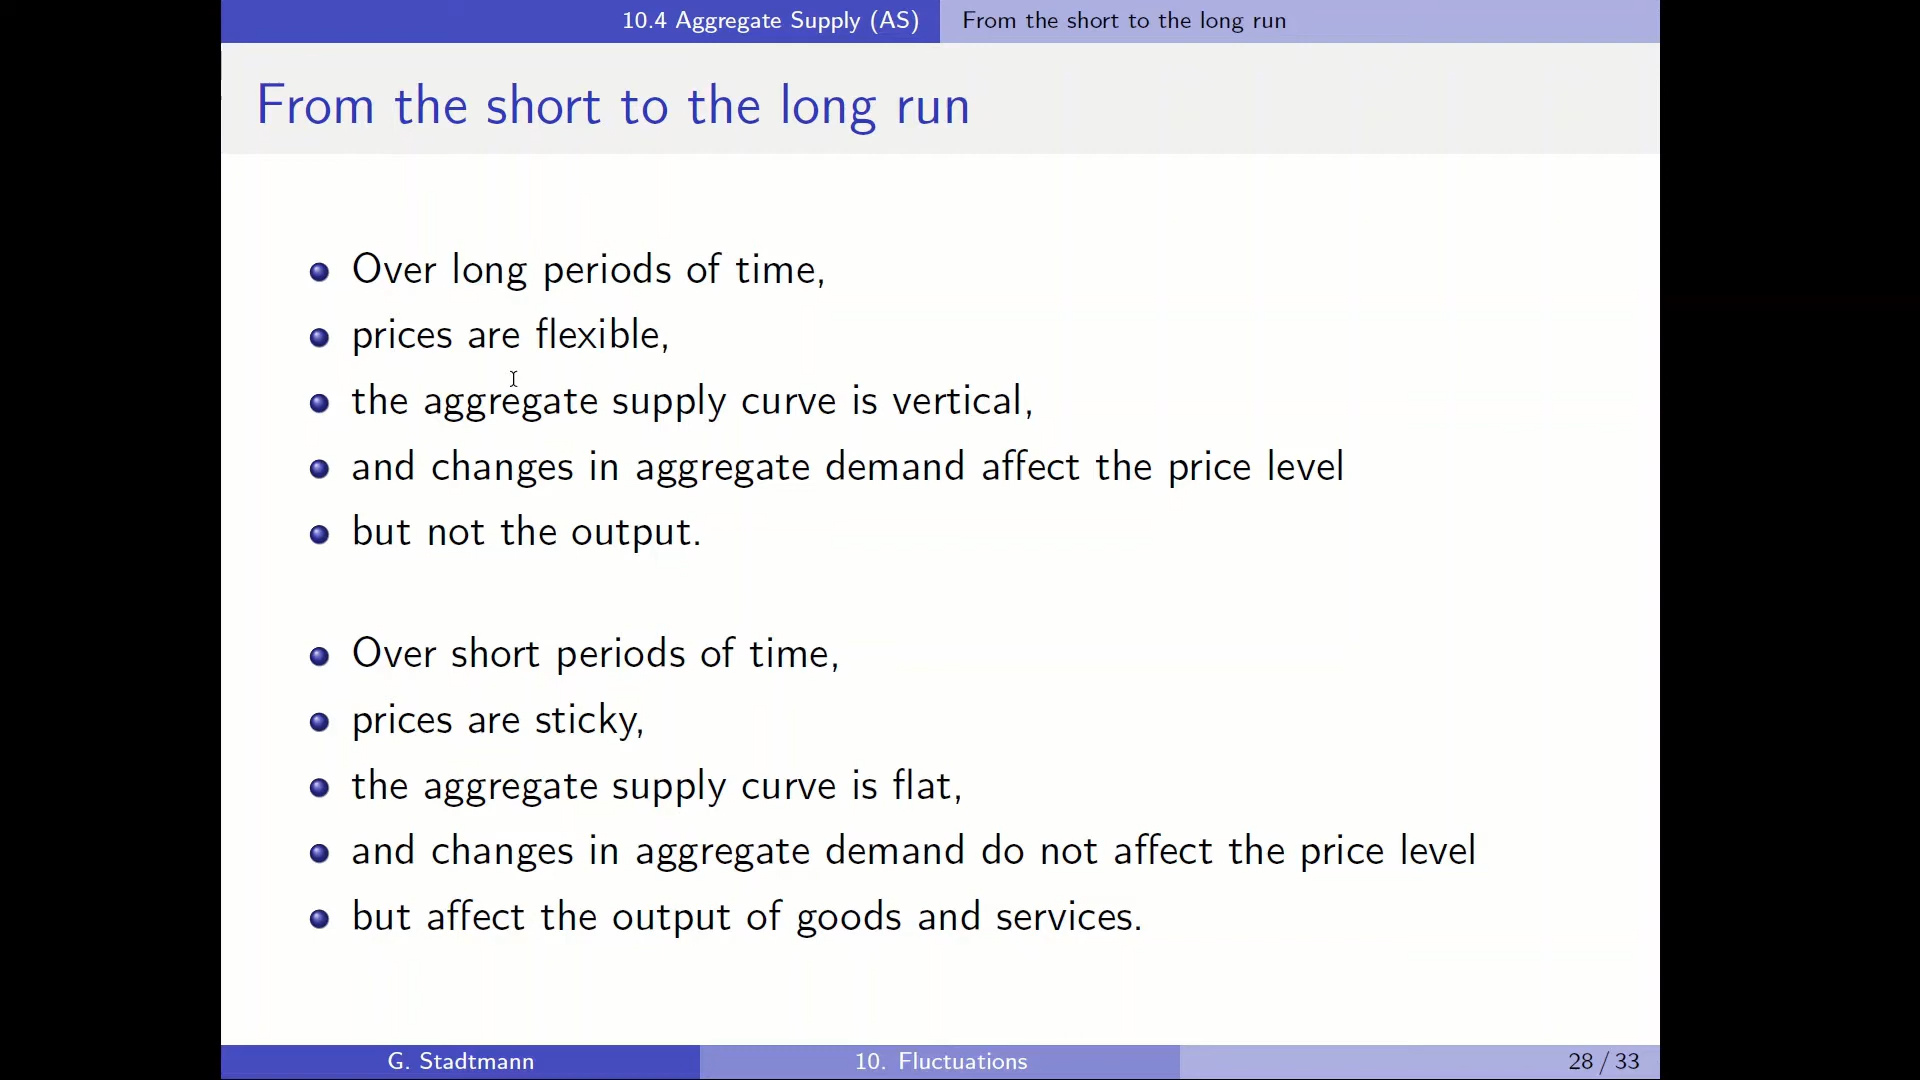 10.4 Aggregate Supply (AS) From the short to the long run
From the short to the long run
Over long periods of time,
prices are flexible,
the aggregate supply curve is vertical,
and changes in aggregate demand affect the price level
but not the output.
Over short periods of time,
prices are sticky,
the aggregate supply curve is flat,
and changes in aggregate demand do not affect the price level
but affect the output of goods and services.
G. Stadtmann 10. Fluctuations 28 / 33